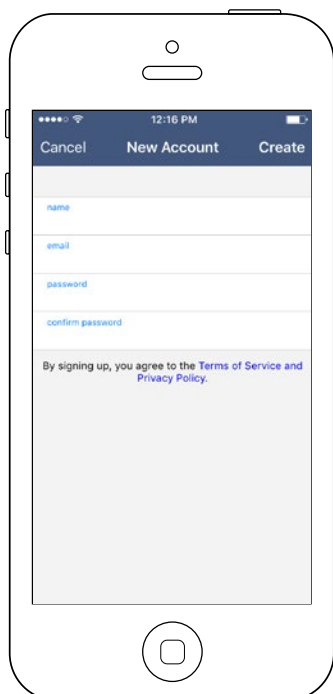 12:16 PM
Cancel New Account Create
name
email
password
confirm password
By signing up, you agree to the Terms of Service and
Privacy Policy.